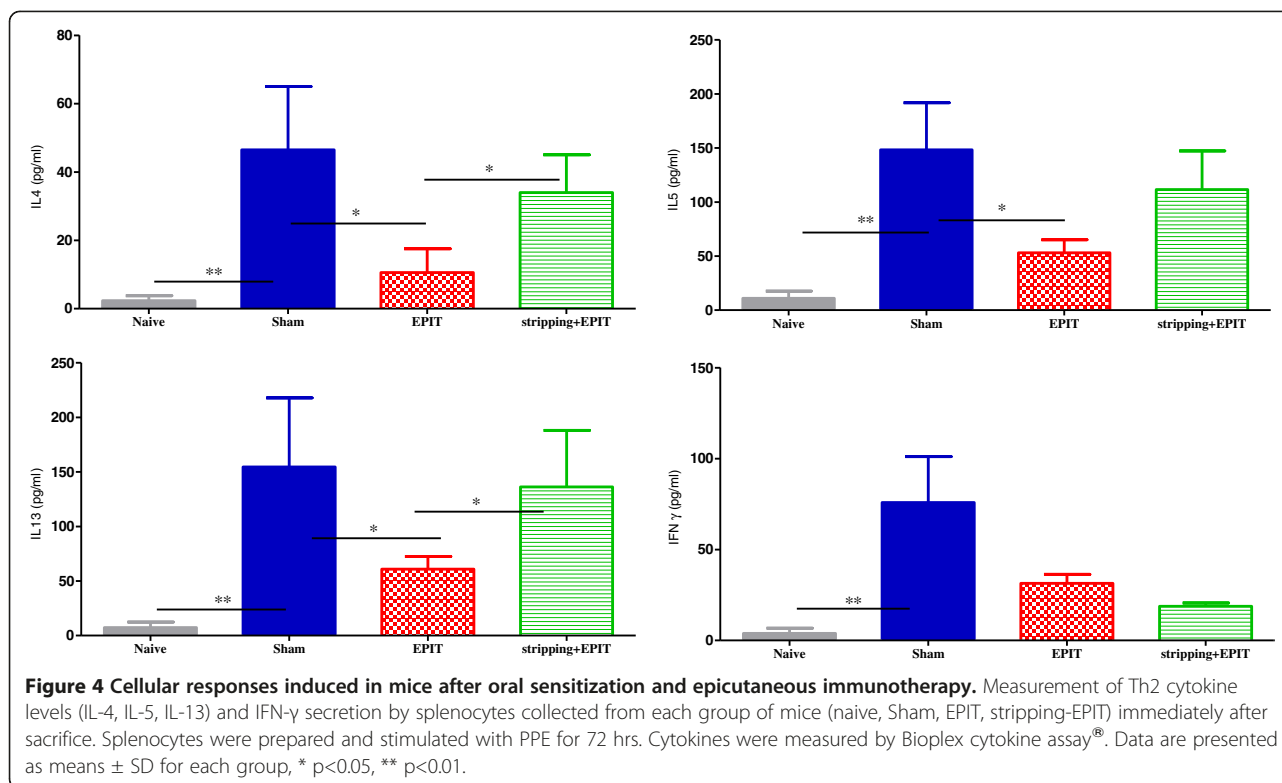 80
60
40
20
0
IL4 (pg/ml)
**
*
*
Naive Sham EPIT stripping+EPIT
250
200
150
100
50
0
IL5 (pg/ml)
**
*
Naive Sham EPIT stripping+EPIT
250
200
150
100
50
0
IL13 (pg/ml)
**
*
*
Naive Sham EPIT stripping+EPIT
150
100
50
0
IFN γ (pg/ml)
**
Naive Sham EPIT stripping+EPIT
Figure 4 Cellular responses induced in mice after oral sensitization and epicutaneous immunotherapy. Measurement of Th2 cytokine
levels (IL-4, IL-5, IL-13) and IFN-γ secretion by splenocytes collected from each group of mice (naive, Sham, EPIT, stripping-EPIT) immediately after
sacrifice. Splenocytes were prepared and stimulated with PPE for 72 hrs. Cytokines were measured by Bioplex cytokine assay®. Data are presented
as means ± SD for each group, * p<0.05, ** p<0.01.